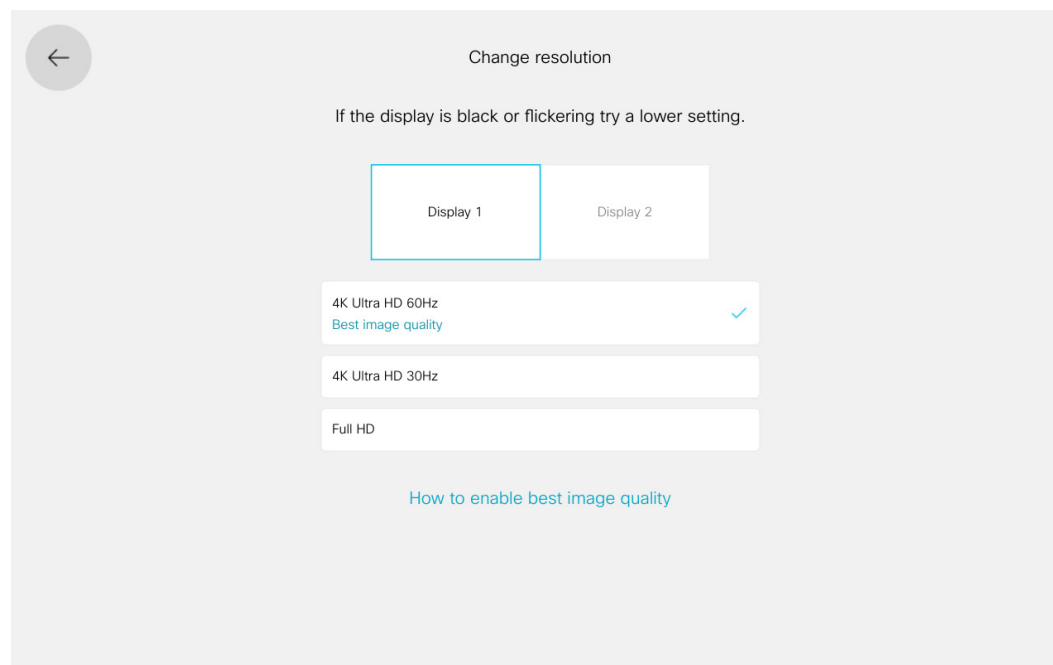 Change resolution
If the display is black or flickering try a lower setting.
Display 1
Display 2
4K Ultra HD 60Hz
Best image quality
4K Ultra HD 30Hz
Full HD
How to enable best image quality